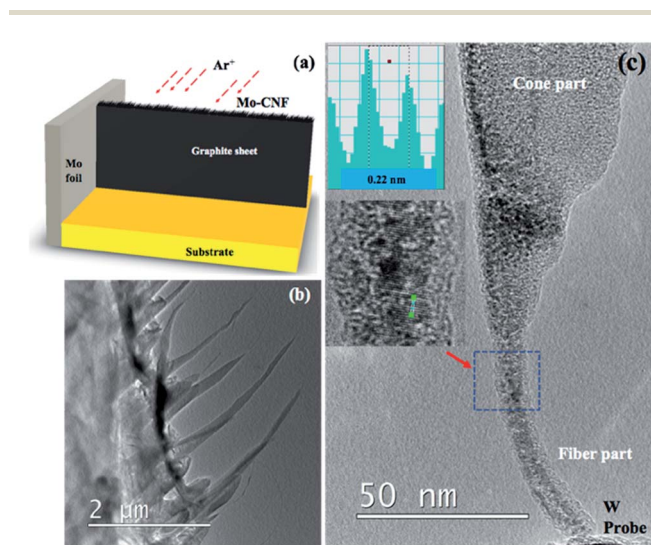 (a)
Ar+
Mo-CNF
Mo
foil
Graphite sheet
Substrate
(b)
2 μm
(c)
Cone part
0.22 nm
Fiber part
50 nm
W
Probe